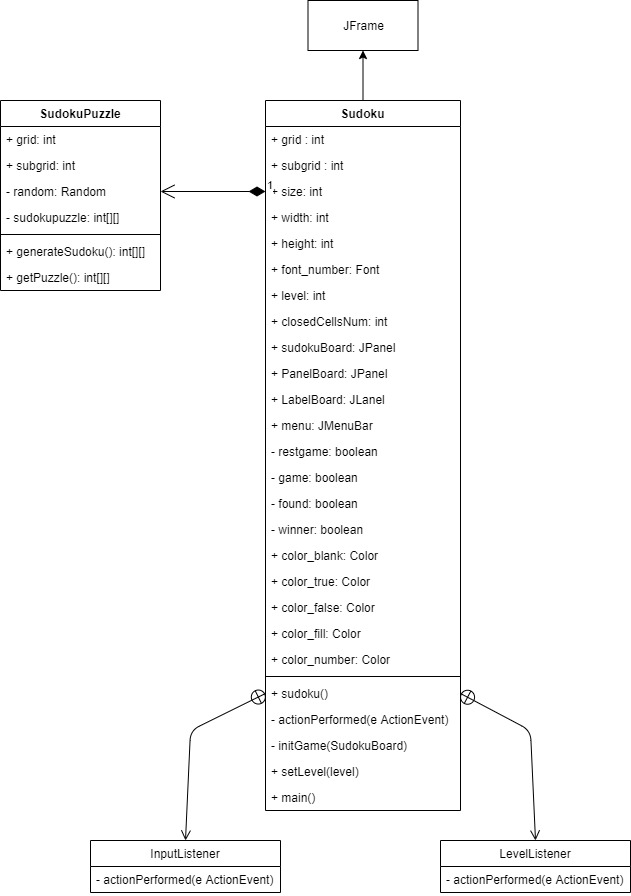 JFrame
SudokuPuzzle
+ grid: int
+ subgrid: int
- random: Random
- sudokupuzzle: int[][]
+ generateSudoku(): int[][]
+ getPuzzle(): int[][]
1
Sudoku
+ grid : int
+ subgrid : int
+ size: int
+ width: int
+ height: int
+ font_number: Font
+ level: int
+ closedCellsNum: int
+ sudokuBoard: JPanel
+ PanelBoard: JPanel
+ LabelBoard: JLanel
+ menu: JMenuBar
- restgame: boolean
- game: boolean
- found: boolean
- winner: boolean
+ color_blank: Color
+ color_true: Color
+ color_false: Color
+ color_fill: Color
+ color_number: Color
+ sudoku()
- actionPerformed(e ActionEvent)
- initGame(SudokuBoard)
+ setLevel(level)
+ main()
InputListener
- actionPerformed(e ActionEvent)
LevelListener
- actionPerformed(e ActionEvent)